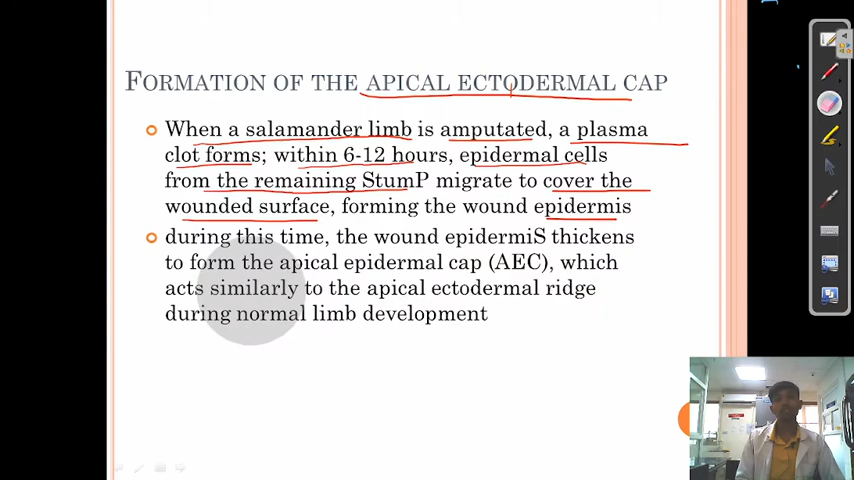 FORMATION OF THE APICAL ECTODERMAL CAP
When a salamander limb is amputated, a plasma
clot forms; within 6-12 hours, epidermal cells
from the remaining StumP migrate to cover the
wounded surface, forming the wound epidermis
during this time, the wound epidermiS thickens
to form the apical epidermal cap (AEC), which
acts similarly to the apical ectodermal ridge
during normal limb development